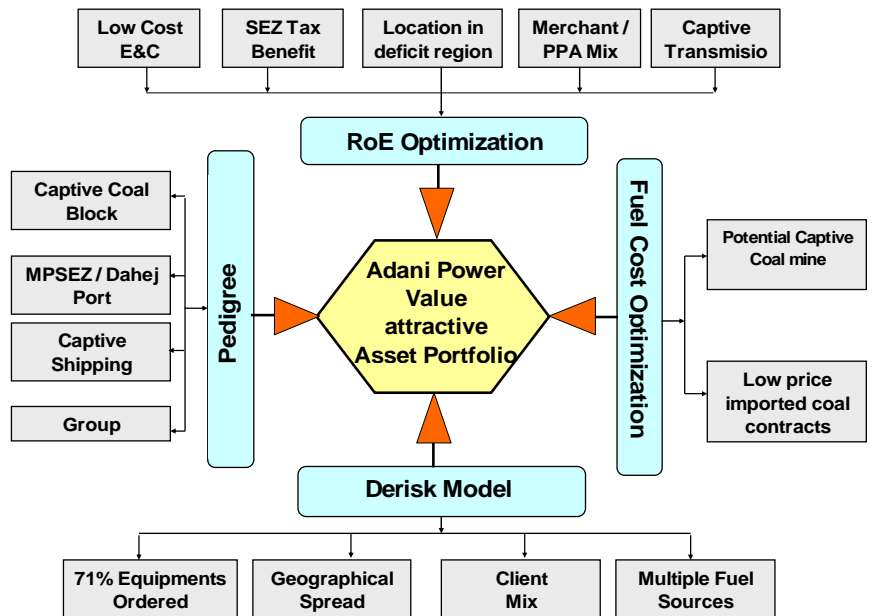 Low Cost
E&C
SEZ Tax
Benefit
Location in
deficit region
Merchant /
PPA Mix
Captive
Transmisio
RoE Optimization
Captive Coal
Block
MPSEZ / Dahej
Port
Captive
Shipping
Group
Pedigree
Adani Power
Value
attractive
Asset Portfolio
Fuel Cost Optimization
Potential Captive
Coal mine
Low price
imported coal
contracts
Derisk Model
71% Equipments
Ordered
Geographical
Spread
Client
Mix
Multiple Fuel
Sources